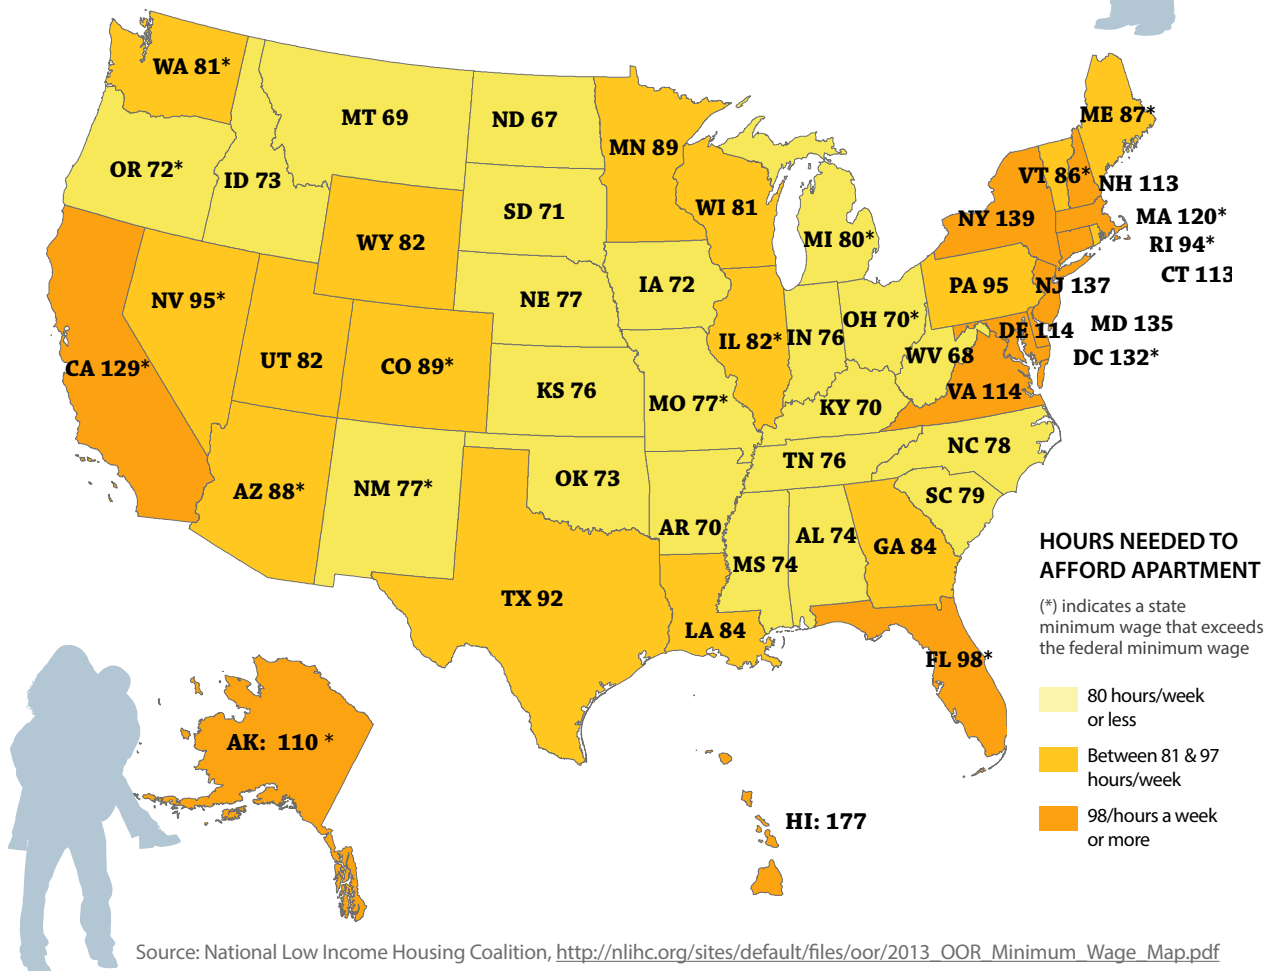 WA 81*
MT 69
ND 67
MN 89
ME 87*
OR 72*
ID 73
SD 71
WI 81
VT 86*
NH 113
NY 139
MA 120*
RI 94*
CT 113
WY 82
MI 80*
NV 95*
NE 77
IA 72
PA 95
NJ 137
UT 82
CO 89*
IL 82*
IN 76
OH 70*
DE 114
MD 135
DC 132*
CA 129*
KS 76
MO 77*
WV 68
VA 114
KY 70
NC 78
AZ 88*
NM 77*
OK 73
TN 76
SC 79
AR 70
MS 74
AL 74
GA 84
TX 92
LA 84
FL 98*
AK: 110 *
HI: 177
HOURS NEEDED TO
AFFORD APARTMENT
(*) indicates a state
minimum wage that exceeds
the federal minimum wage
80 hours/week
or less
Between 81 & 97
hours/week
98/hours a week
or more
Source: National Low Income Housing Coalition, http://nlihc.org/sites/default/files/oor/2013_OOR_Minimum_Wage_Map.pdf